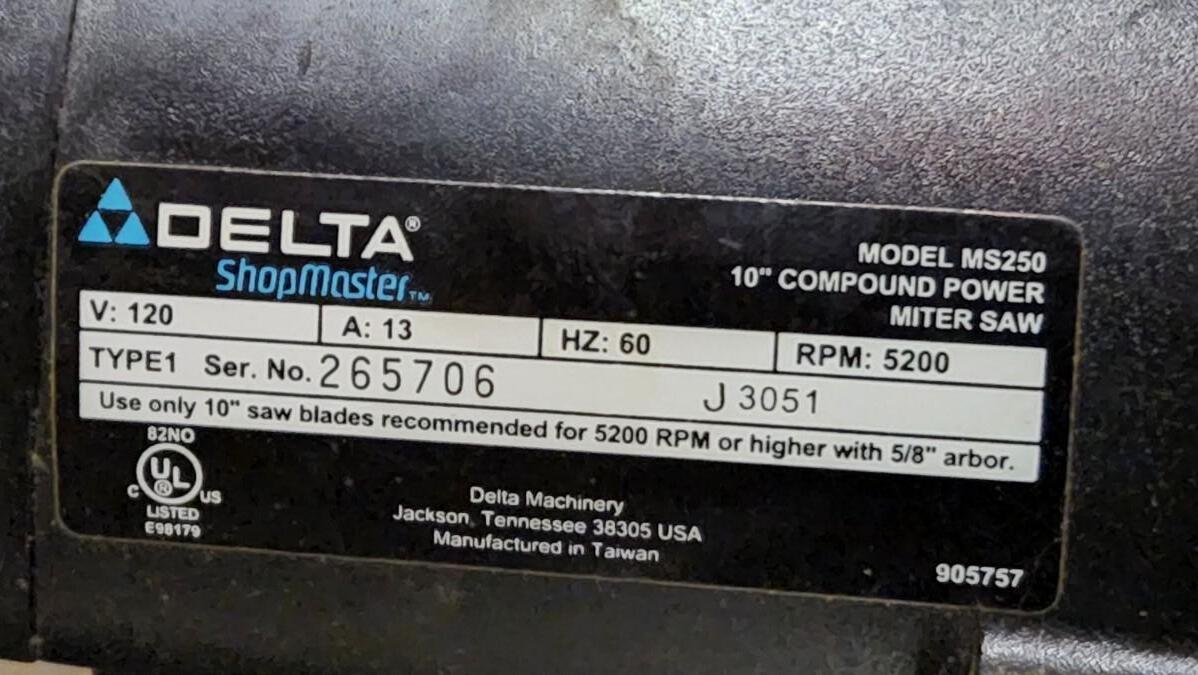 DELTA®
ShopMaster™
MODEL MS250
10" COMPOUND POWER
MITER SAW
V: 120 A: 13 HZ: 60 RPM: 5200
TYPE1 Ser. No. 265706 J 3051
Use only 10" saw blades recommended for 5200 RPM or higher with 5/8" arbor.
82NO
C UL® US
LISTED
E98179
Delta Machinery
Jackson, Tennessee 38305 USA
Manufactured in Taiwan
905757